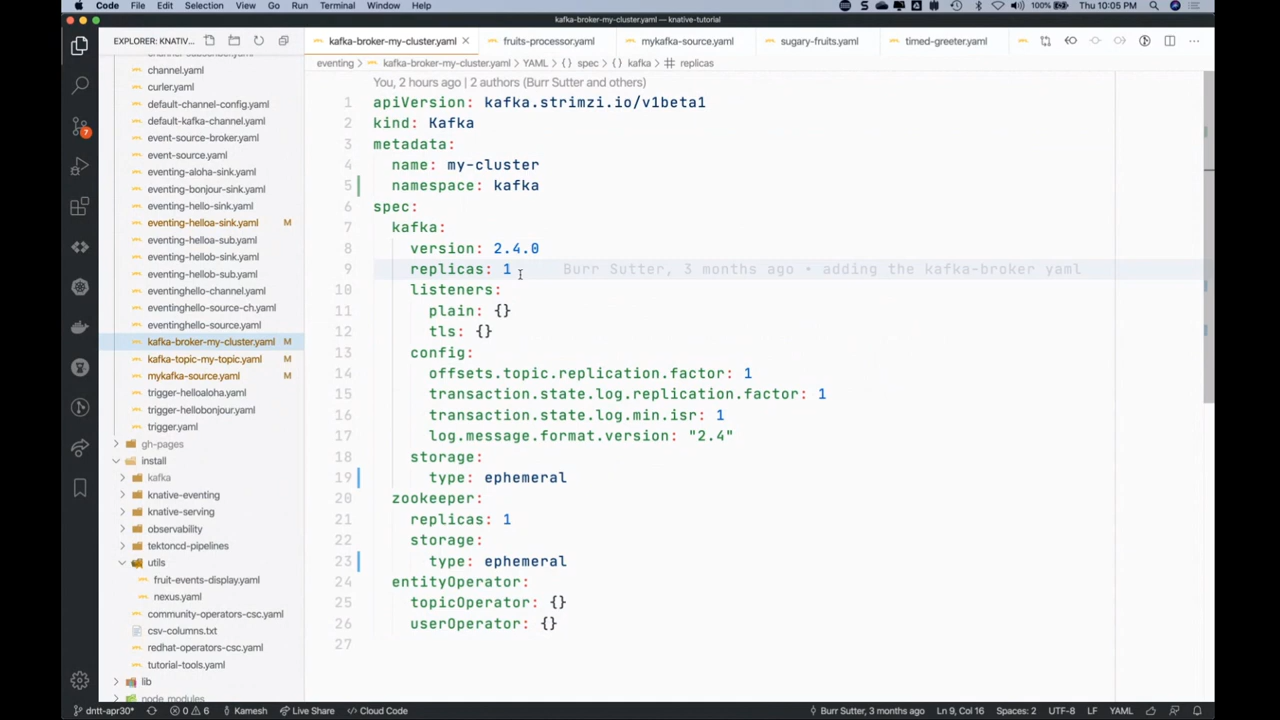 Code File Edit Selection View Go Run Terminal Window Help 100% Thu 10:05 PM
kafka-broker-my-cluster.yaml — knative-tutorial
EXPLORER: KNATIV...
kafka-broker-my-cluster.yaml fruits-processor.yaml mykafka-source.yaml sugary-fruits.yaml timed-greeter.yaml
eventing > kafka-broker-my-cluster.yaml > YAML > {} spec > {} kafka > # replicas
channel.yaml
curler.yaml
default-channel-config.yaml
default-kafka-channel.yaml
event-source-broker.yaml
event-source.yaml
eventing-aloha-sink.yaml
eventing-bonjour-sink.yaml
eventing-hello-sink.yaml
eventing-helloa-sink.yaml M
eventing-helloa-sub.yaml
eventing-hellob-sink.yaml
eventing-hellob-sub.yaml
eventinghello-channel.yaml
eventinghello-source-ch.yaml
eventinghello-source.yaml
kafka-broker-my-cluster.yaml M
kafka-topic-my-topic.yaml M
mykafka-source.yaml M
trigger-helloaloha.yaml
trigger-hellobonjour.yaml
trigger.yaml
gh-pages
install
kafka
knative-eventing
knative-serving
observability
tektoncd-pipelines
utils
fruit-events-display.yaml
nexus.yaml
community-operators-csc.yaml
csv-columns.txt
redhat-operators-csc.yaml
tutorial-tools.yaml
lib
node_modules
7
You, 2 hours ago | 2 authors (Burr Sutter and others)
1 apiVersion: kafka.strimzi.io/v1beta1
2 kind: Kafka
3 metadata:
4 name: my-cluster
5 namespace: kafka
6 spec:
7 kafka:
8 version: 2.4.0
9 replicas: 1 Burr Sutter, 3 months ago • adding the kafka-broker yaml
10 listeners:
11 plain: {}
12 tls: {}
13 config:
14 offsets.topic.replication.factor: 1
15 transaction.state.log.replication.factor: 1
16 transaction.state.log.min.isr: 1
17 log.message.format.version: "2.4"
18 storage:
19 type: ephemeral
20 zookeeper:
21 replicas: 1
22 storage:
23 type: ephemeral
24 entityOperator:
25 topicOperator: {}
26 userOperator: {}
27
dntt-apr30* 0 6 Kamesh Live Share Cloud Code Burr Sutter, 3 months ago Ln 9, Col 16 Spaces: 2 UTF-8 LF YAML